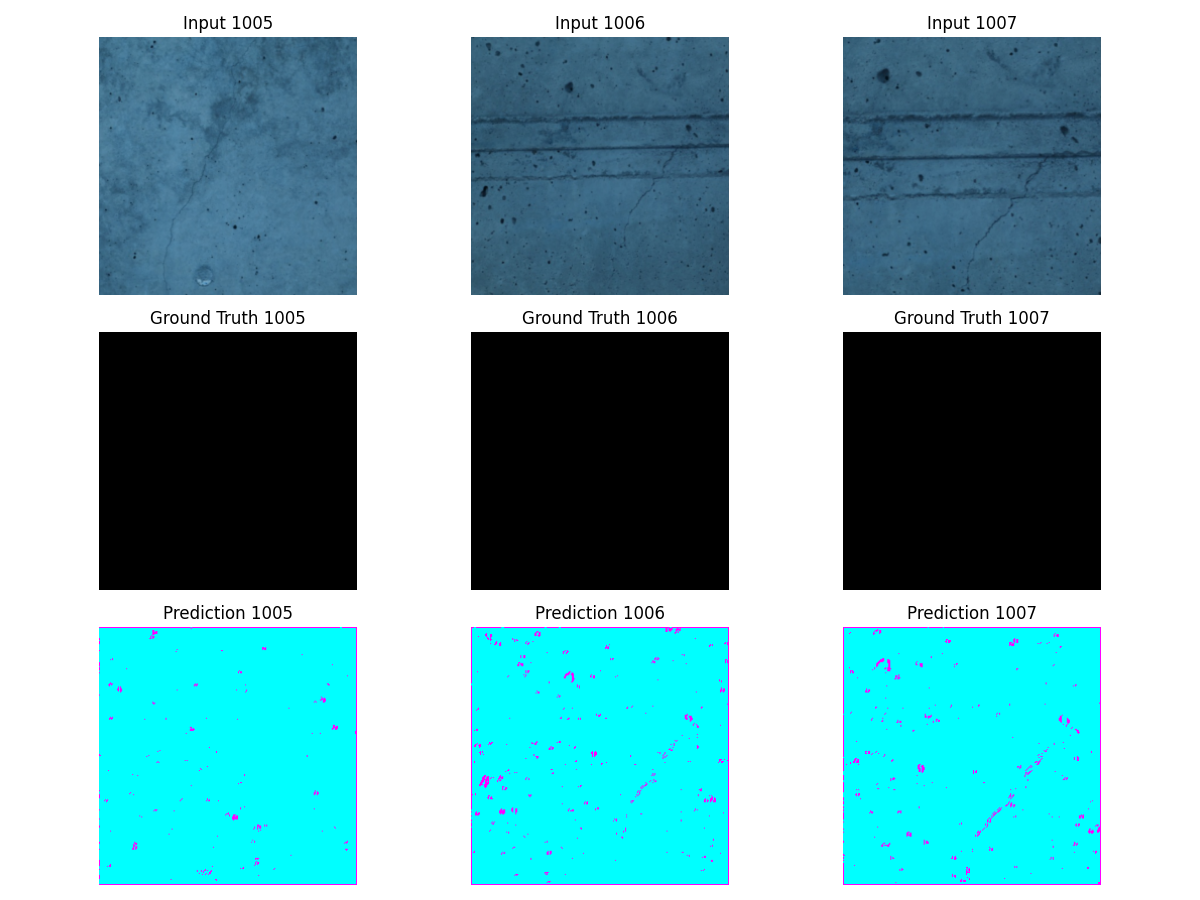 Input 1005
Input 1006
Input 1007
Ground Truth 1005
Ground Truth 1006
Ground Truth 1007
Prediction 1005
Prediction 1006
Prediction 1007